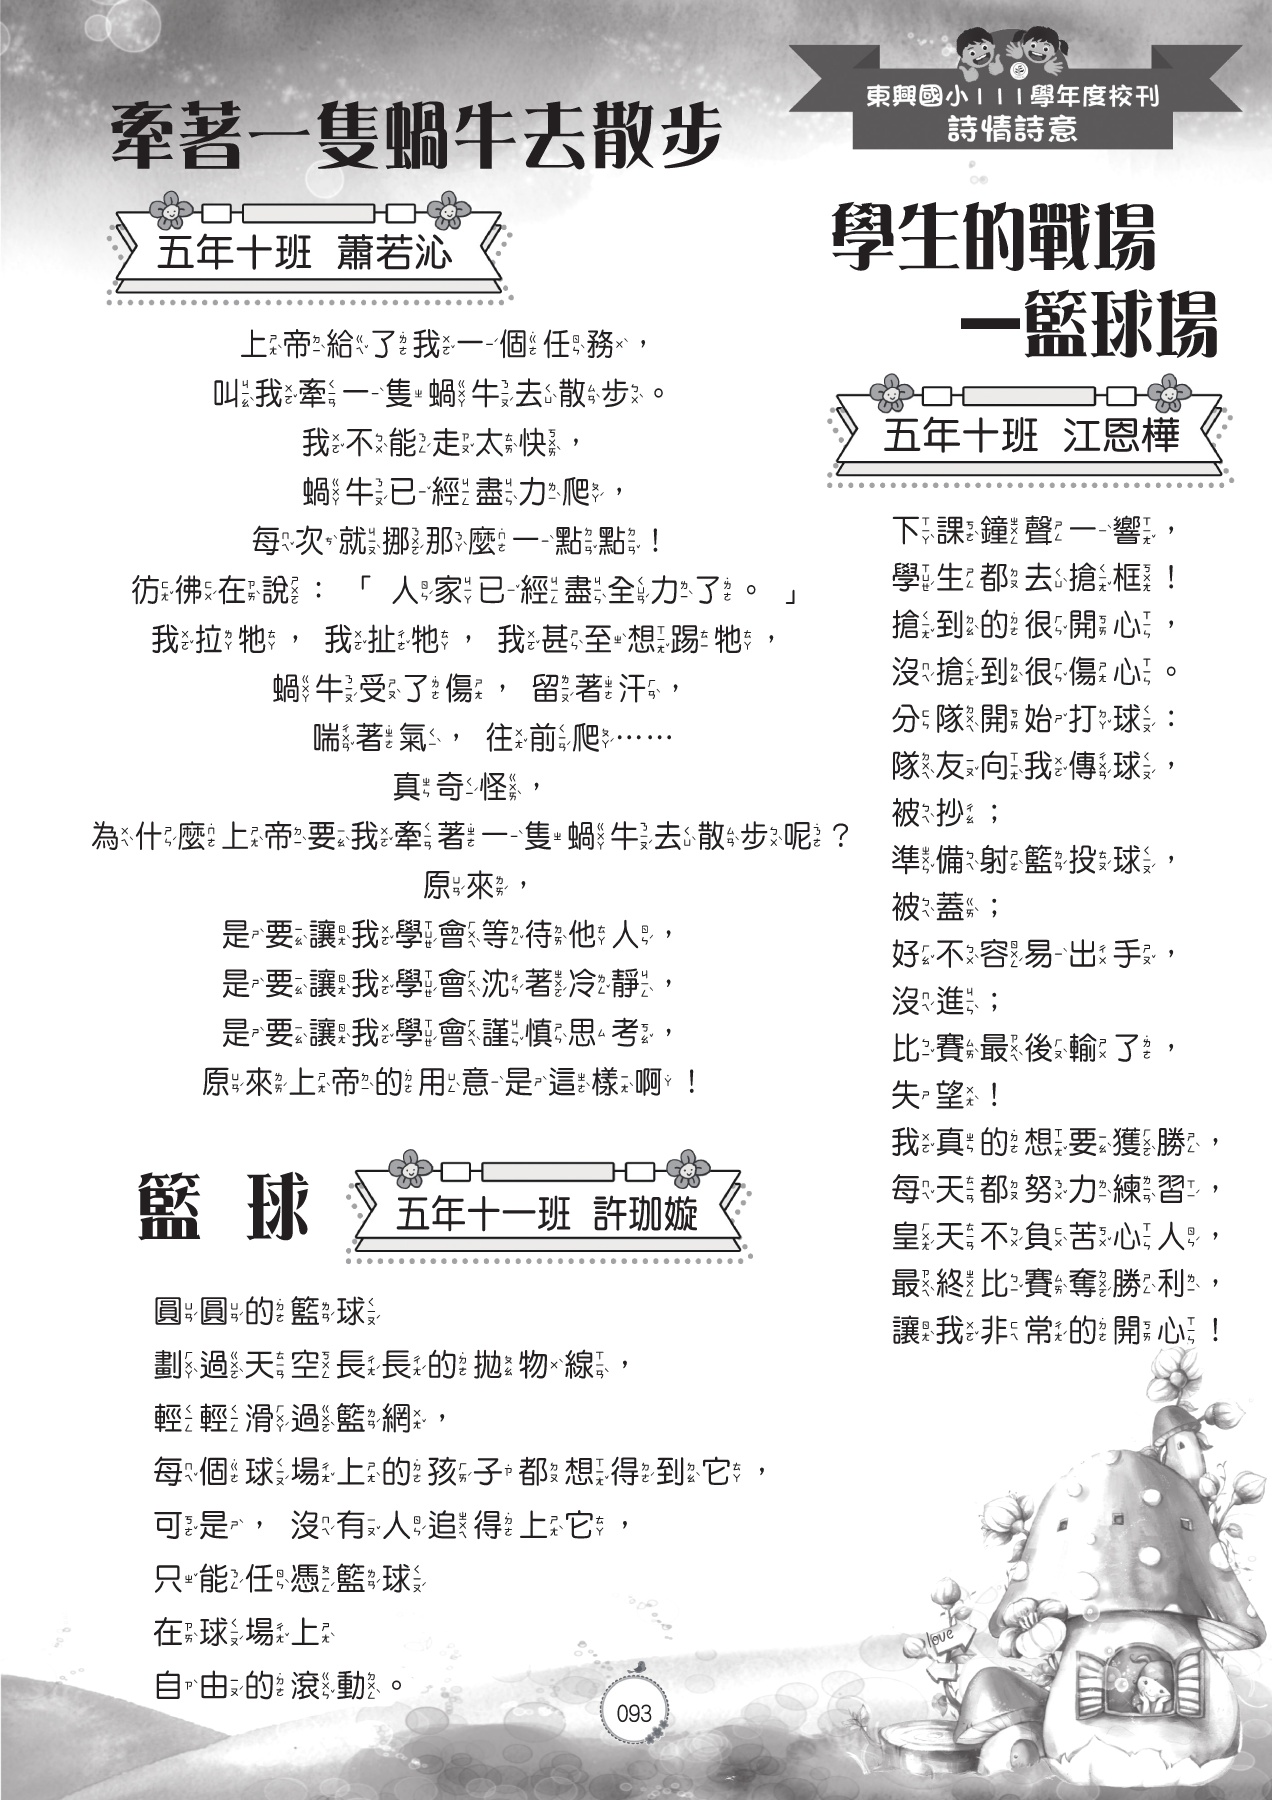 東興國小111學年度校刊
詩情詩意
牽著一隻蝸牛去散步
五年十班 蕭若沁
上帝給了我一個任務，
叫我牽一隻蝸牛去散步。
我不能走太快，
蝸牛已經盡力爬，
每次就挪那麼一點點！
彷彿在說：「人家已經盡全力了。」
我拉牠，我扯牠，我甚至想踢牠，
蝸牛受了傷，留著汗，
喘著氣，往前爬……
真奇怪，
為什麼上帝要我牽著一隻蝸牛去散步呢？
原來，
是要讓我學會等待他人，
是要讓我學會沈著冷靜，
是要讓我學會謹慎思考，
原來上帝的用意是這樣啊！
籃球
五年十一班 許珈嫙
圓圓的籃球
劃過天空長長的拋物線，
輕輕滑過籃網，
每個球場上的孩子都想得到它，
可是，沒有人追得上它，
只能任憑籃球
在球場上
自由的滾動。
學生的戰場
—籃球場
五年十班 江恩樺
下課鐘聲一響，
學生都去搶框！
搶到的很開心，
沒搶到很傷心。
分隊開始打球：
隊友向我傳球，
被抄；
準備射籃投球，
被蓋；
好不容易出手，
沒進；
比賽最後輸了，
失望！
我真的想要獲勝，
每天都努力練習，
皇天不負苦心人，
最終比賽奪勝利，
讓我非常的開心！
love
093